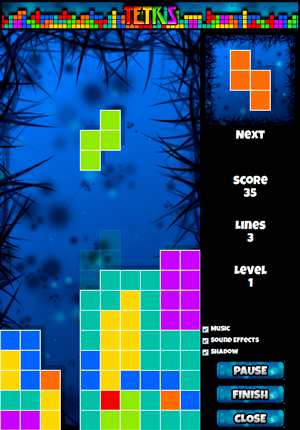 TETRIS
NEXT
SCORE
35
LINES
3
LEVEL
1
MUSIC
SOUND EFFECTS
SHADOW
PAUSE
FINISH
CLOSE